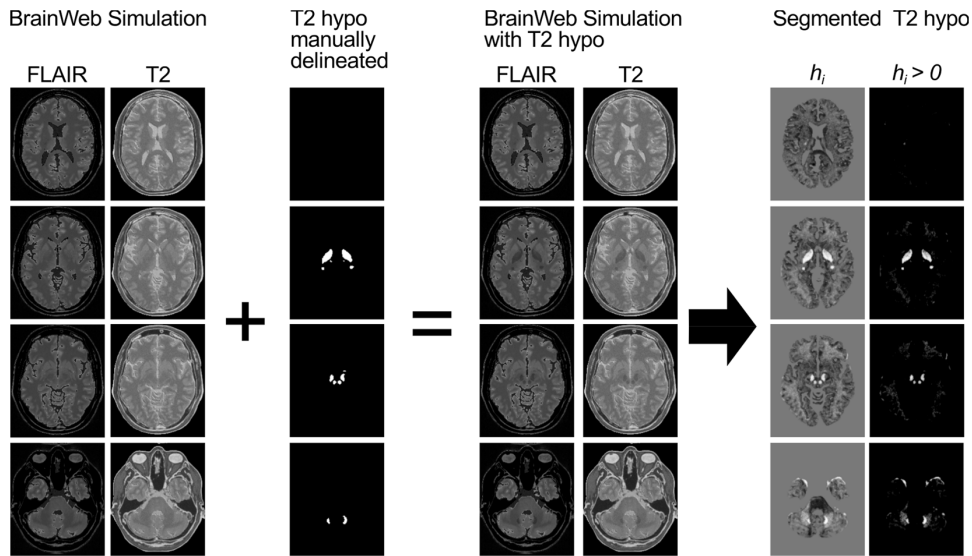 BrainWeb Simulation
T2 hypo
manually
delineated
BrainWeb Simulation
with T2 hypo
Segmented T2 hypo
FLAIR T2
FLAIR T2
hᵢ hᵢ > 0
+
=